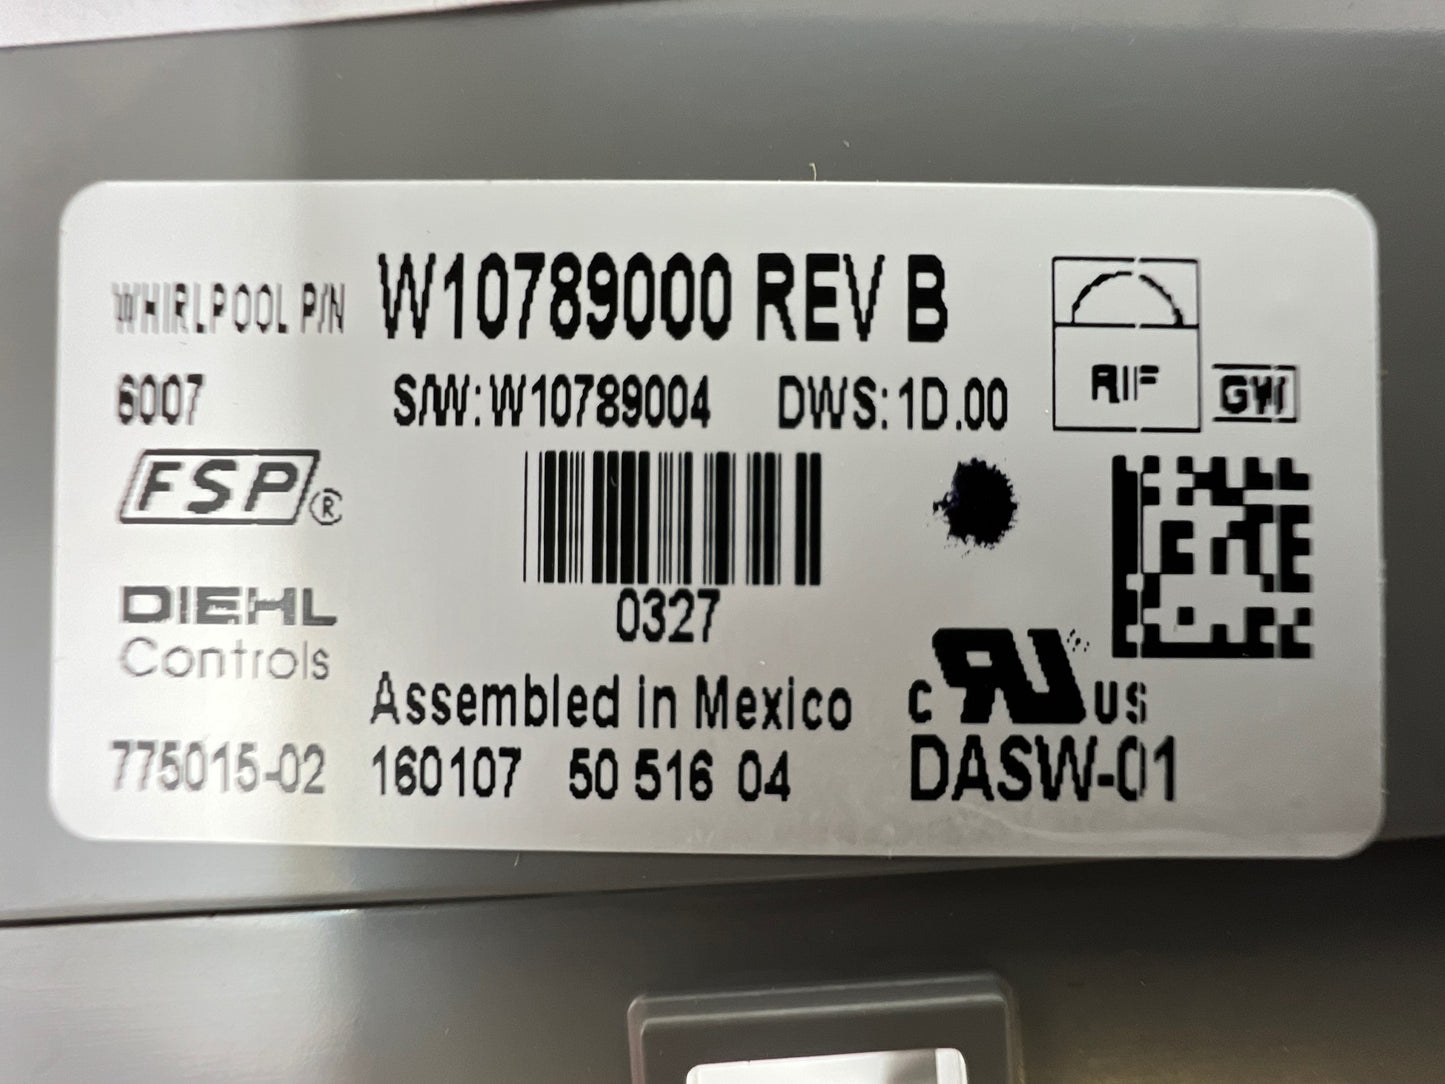 WHIRLPOOL P/N W10789000 REV B
6007 S/W:W10789004 DWS:1D.00
GW
FSP®
0327
DIEHL
Controls
Assembled in Mexico
c RU US
775015-02 160107 50 516 04 DASW-01